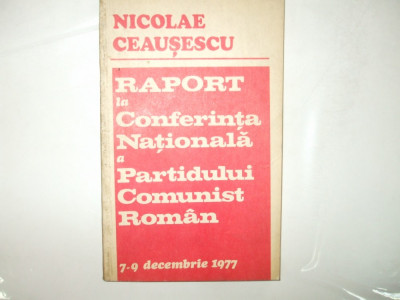 NICOLAE
CEAUȘESCU
RAPORT
la
Conferința
Națională
a
Partidului
Comunist
Român
7-9 decembrie 1977